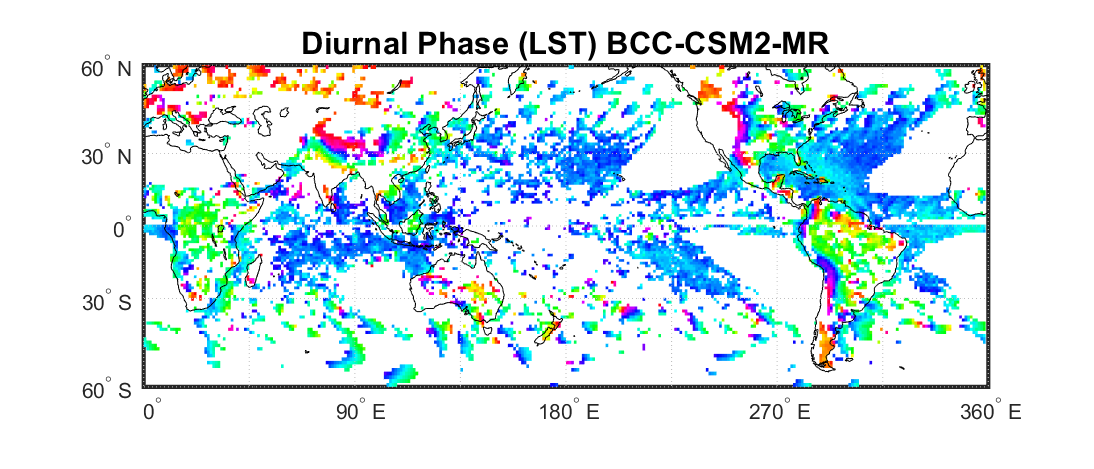 Diurnal Phase (LST) BCC-CSM2-MR
60° N
30° N
0°
30° S
60° S
0° 90° E 180° E 270° E 360° E